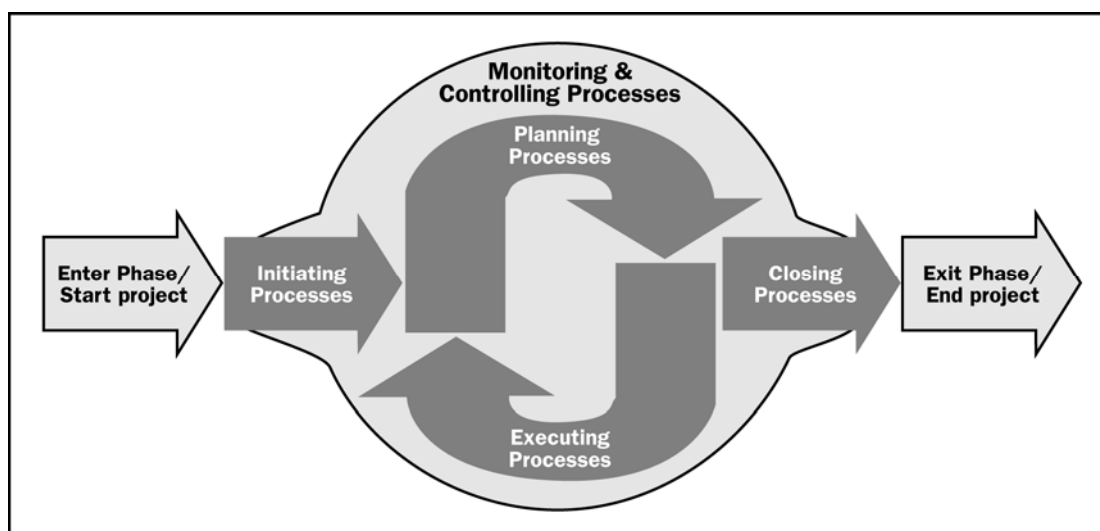 Monitoring &
Controlling Processes
Planning
Processes
Enter Phase/
Start project
Initiating
Processes
Closing
Processes
Exit Phase/
End project
Executing
Processes